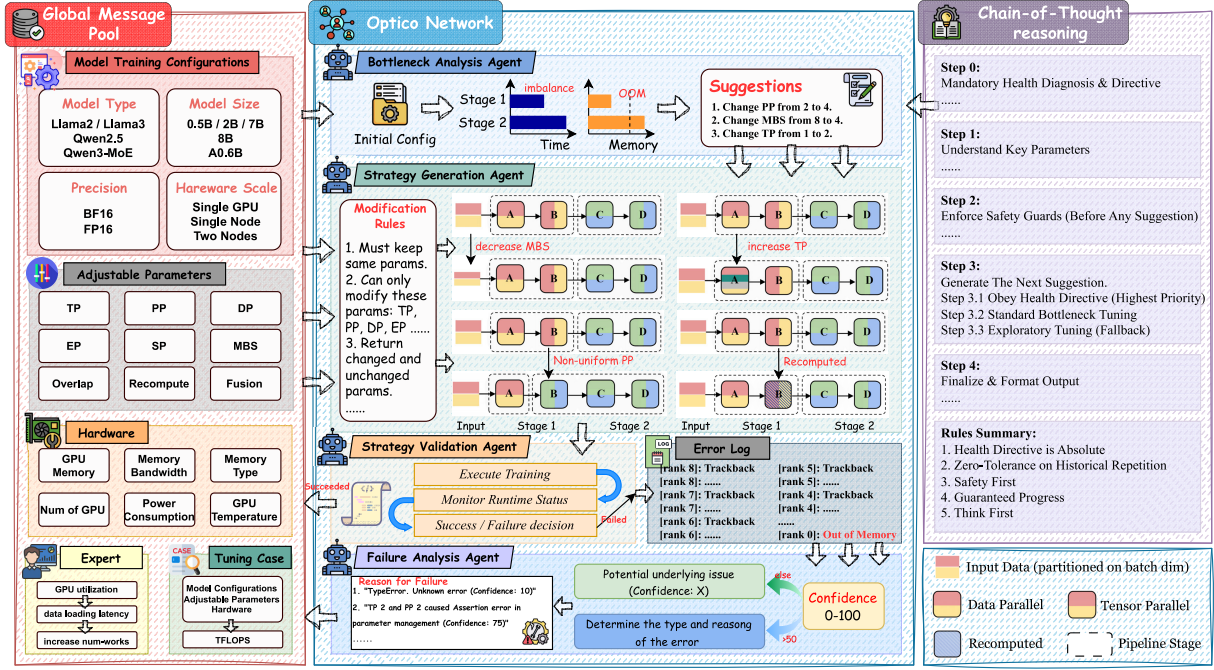 Global Message
Pool
Model Training Configurations
Model Type
Llama2 / Llama3
Qwen2.5
Qwen3-MoE
Model Size
0.5B / 2B / 7B
8B
A0.6B
Precision
BF16
FP16
Hareware Scale
Single GPU
Single Node
Two Nodes
Adjustable Parameters
TP
PP
DP
EP
SP
MBS
Overlap
Recompute
Fusion
Hardware
GPU
Memory
Memory
Bandwidth
Memory
Type
Num of GPU
Power
Consumption
GPU
Temperature
Expert
GPU utilization
data loading latency
increase num-works
CASE
Tuning Case
Model Configurations
Adjustable Parameters
Hardware
TFLOPS
Optico Network
Bottleneck Analysis Agent
Initial Config
Stage 1
Stage 2
imbalance
Time
OOM
Memory
Suggestions
1. Change PP from 2 to 4.
2. Change MBS from 8 to 4.
3. Change TP from 1 to 2.
Strategy Generation Agent
Modification
Rules
1. Must keep
same params.
2. Can only
modify these
params: TP,
PP, DP, EP ......
3. Return
changed and
unchanged
params.
......
A B C D
decrease MBS
A B C D
A B C D
Non-uniform PP
A B C D
Input Stage 1 Stage 2
A B C D
increase TP
A B C D
A B C D
Recomputed
A B C D
Input Stage 1 Stage 2
Strategy Validation Agent
Succeeded
Execute Training
Monitor Runtime Status
Success / Failure decision
Failed
LOG
Error Log
[rank 8]: Trackback
[rank 8]: ......
[rank 7]: Trackback
[rank 7]: ......
[rank 6]: Trackback
[rank 6]: ......
[rank 5]: Trackback
[rank 5]: ......
[rank 4]: Trackback
[rank 4]: ......
......
[rank 0]: Out of Memory
Failure Analysis Agent
Reason for Failure
1. "TypeError. Unknown error (Confidence: 10)"
2. "TP 2 and PP 2 caused Assertion error in
parameter management (Confidence: 75)"
......
Potential underlying issue
(Confidence: X)
Determine the type and reasong
of the error
else
>50
Confidence
0-100
Chain-of-Thought
reasoning
Step 0:
Mandatory Health Diagnosis & Directive
......
Step 1:
Understand Key Parameters
......
Step 2:
Enforce Safety Guards (Before Any Suggestion)
......
Step 3:
Generate The Next Suggestion.
Step 3.1 Obey Health Directive (Highest Priority)
Step 3.2 Standard Bottleneck Tuning
Step 3.3 Exploratory Tuning (Fallback)
Step 4:
Finalize & Format Output
......
Rules Summary:
1. Health Directive is Absolute
2. Zero-Tolerance on Historical Repetition
3. Safety First
4. Guaranteed Progress
5. Think First
Input Data (partitioned on batch dim)
Data Parallel
Tensor Parallel
Recomputed
Pipeline Stage